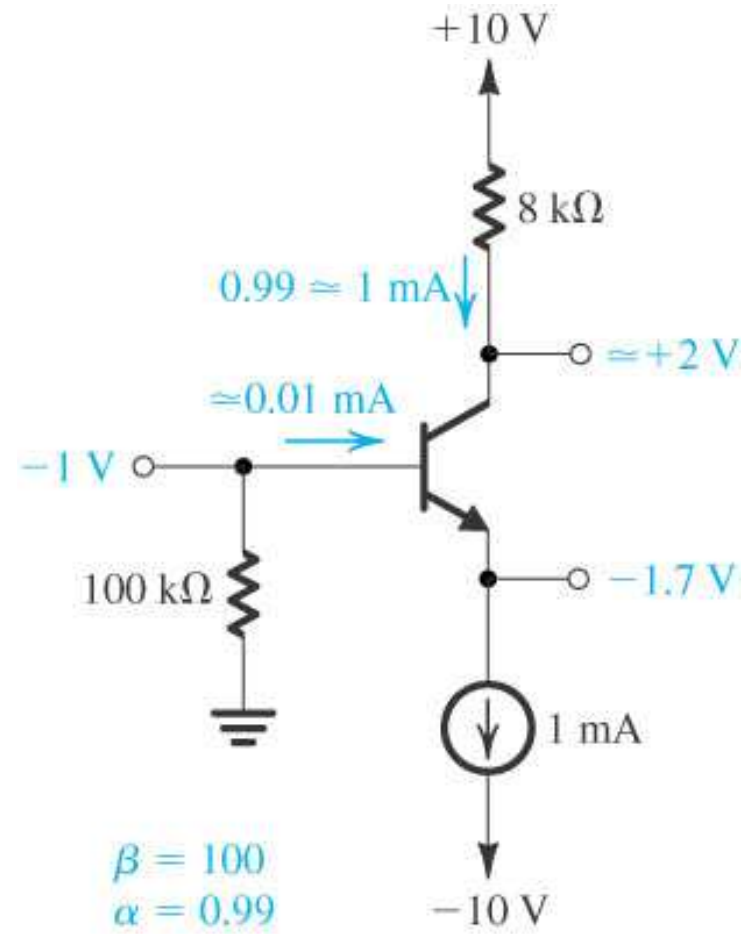 +10 V
8 kΩ
0.99 ≃ 1 mA
≃+2 V
≃0.01 mA
−1 V
100 kΩ
−1.7 V
1 mA
β = 100
α = 0.99
−10 V